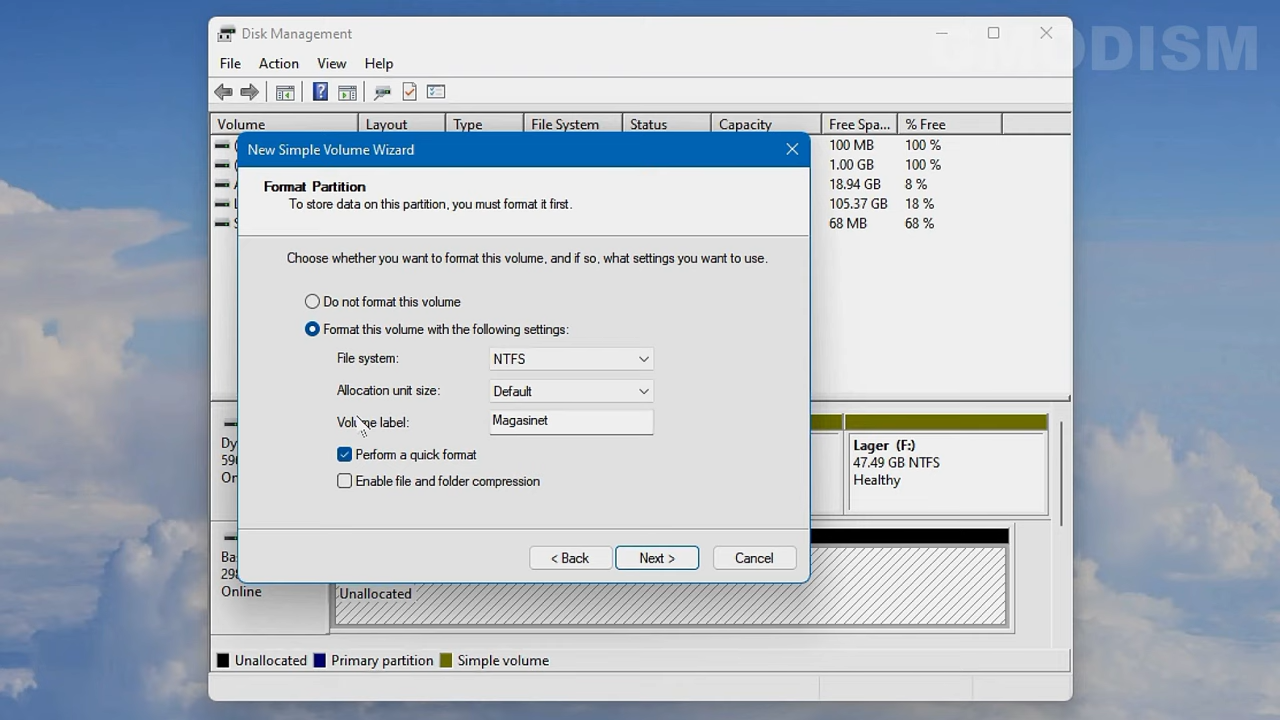 GMODISM
Disk Management
File Action View Help
Volume Layout Type File System Status Capacity Free Spa... % Free
100 MB 100 %
1.00 GB 100 %
18.94 GB 8 %
105.37 GB 18 %
68 MB 68 %
New Simple Volume Wizard
Format Partition
To store data on this partition, you must format it first.
Choose whether you want to format this volume, and if so, what settings you want to use.
Do not format this volume
Format this volume with the following settings:
File system: NTFS
Allocation unit size: Default
Volume label: Magasinet
Perform a quick format
Enable file and folder compression
< Back Next > Cancel
Dy
596
On
Lager (F:)
47.49 GB NTFS
Healthy
Ba
298
Online
Unallocated
Unallocated Primary partition Simple volume